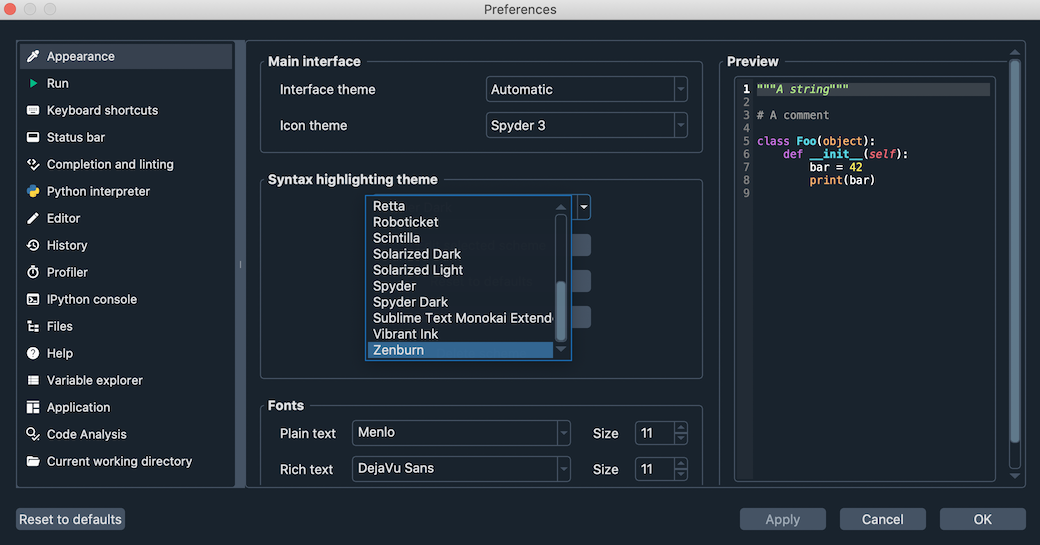 Preferences
Appearance
Run
Keyboard shortcuts
Status bar
Completion and linting
Python interpreter
Editor
History
Profiler
IPython console
Files
Help
Variable explorer
Application
Code Analysis
Current working directory
Main interface
Interface theme
Automatic
Icon theme
Spyder 3
Syntax highlighting theme
Retta
Roboticket
Scintilla
Solarized Dark
Solarized Light
Spyder
Spyder Dark
Sublime Text Monokai Extend
Vibrant Ink
Zenburn
Fonts
Plain text Menlo Size 11
Rich text DejaVu Sans Size 11
Preview
1 """A string"""
2
3 # A comment
4
5 class Foo(object):
6     def __init__(self):
7         bar = 42
8         print(bar)
9
Reset to defaults
Apply
Cancel
OK